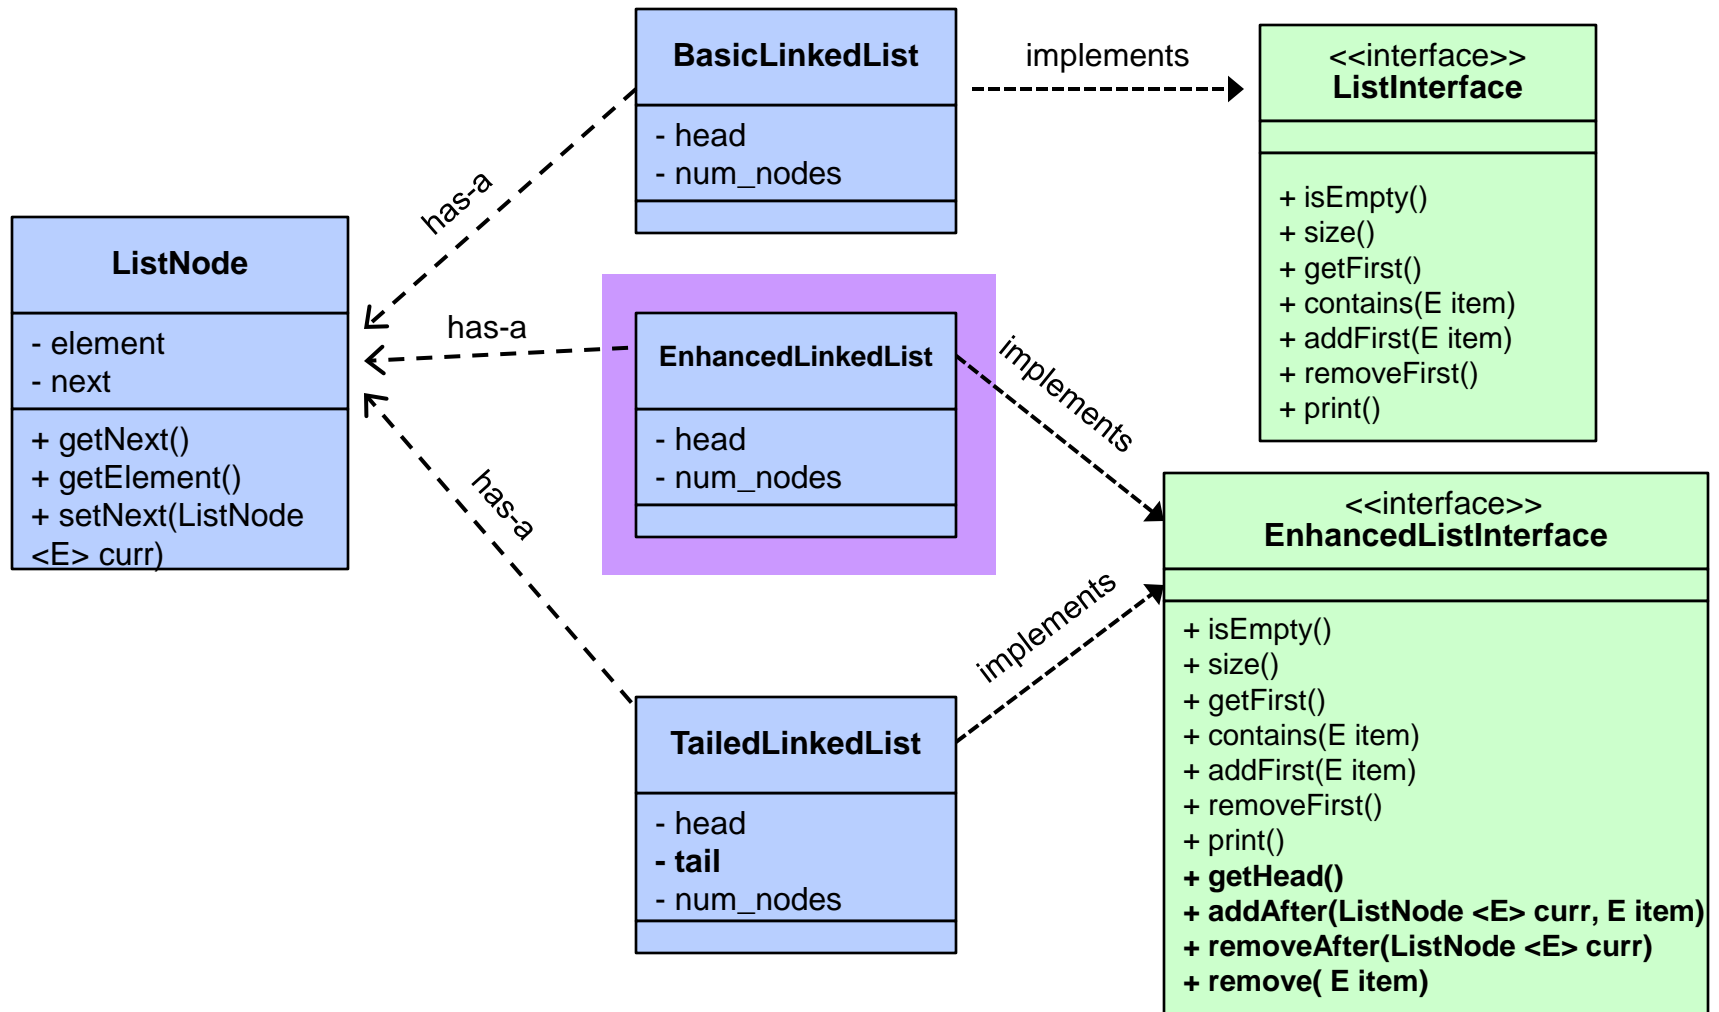 BasicLinkedList
- head
- num_nodes
implements
<<interface>>
ListInterface
+ isEmpty()
+ size()
+ getFirst()
+ contains(E item)
+ addFirst(E item)
+ removeFirst()
+ print()
has-a
ListNode
- element
- next
+ getNext()
+ getElement()
+ setNext(ListNode
<E> curr)
has-a
EnhancedLinkedList
- head
- num_nodes
implements
has-a
<<interface>>
EnhancedListInterface
+ isEmpty()
+ size()
+ getFirst()
+ contains(E item)
+ addFirst(E item)
+ removeFirst()
+ print()
+ getHead()
+ addAfter(ListNode <E> curr, E item)
+ removeAfter(ListNode <E> curr)
+ remove( E item)
implements
TailedLinkedList
- head
- tail
- num_nodes